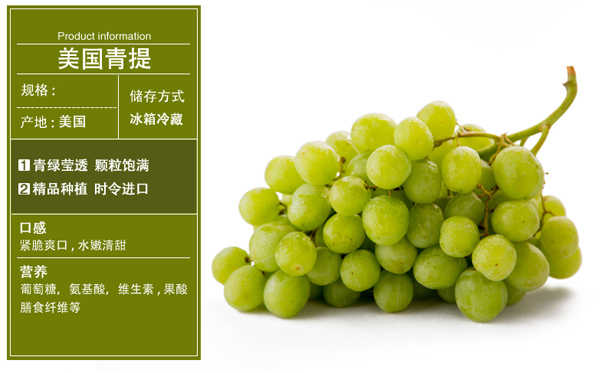 Product information
美国青提
规格：
产地：美国
储存方式
冰箱冷藏
1 青绿莹透 颗粒饱满
2 精品种植 时令进口
口感
紧脆爽口，水嫩清甜
营养
葡萄糖，氨基酸，维生素，果酸
膳食纤维等